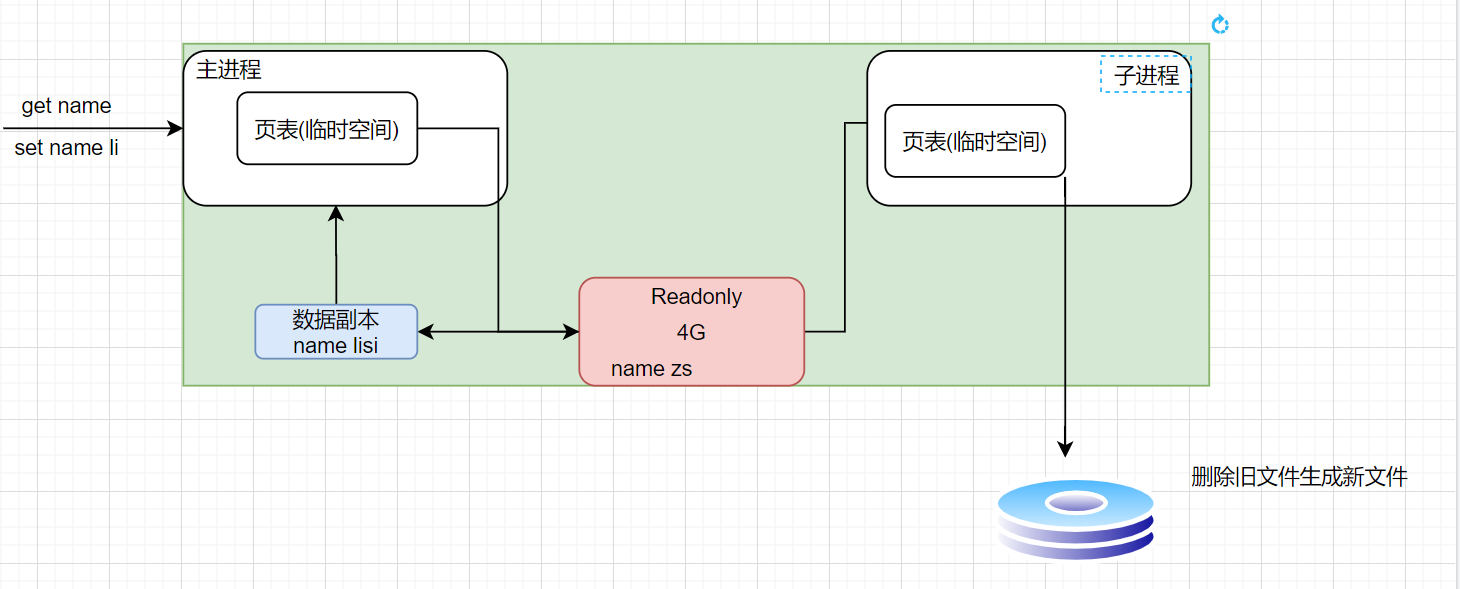 主进程
子进程
get name
页表(临时空间)
页表(临时空间)
set name li
Readonly
数据副本
4G
name lisi
name zs
删除旧文件生成新文件